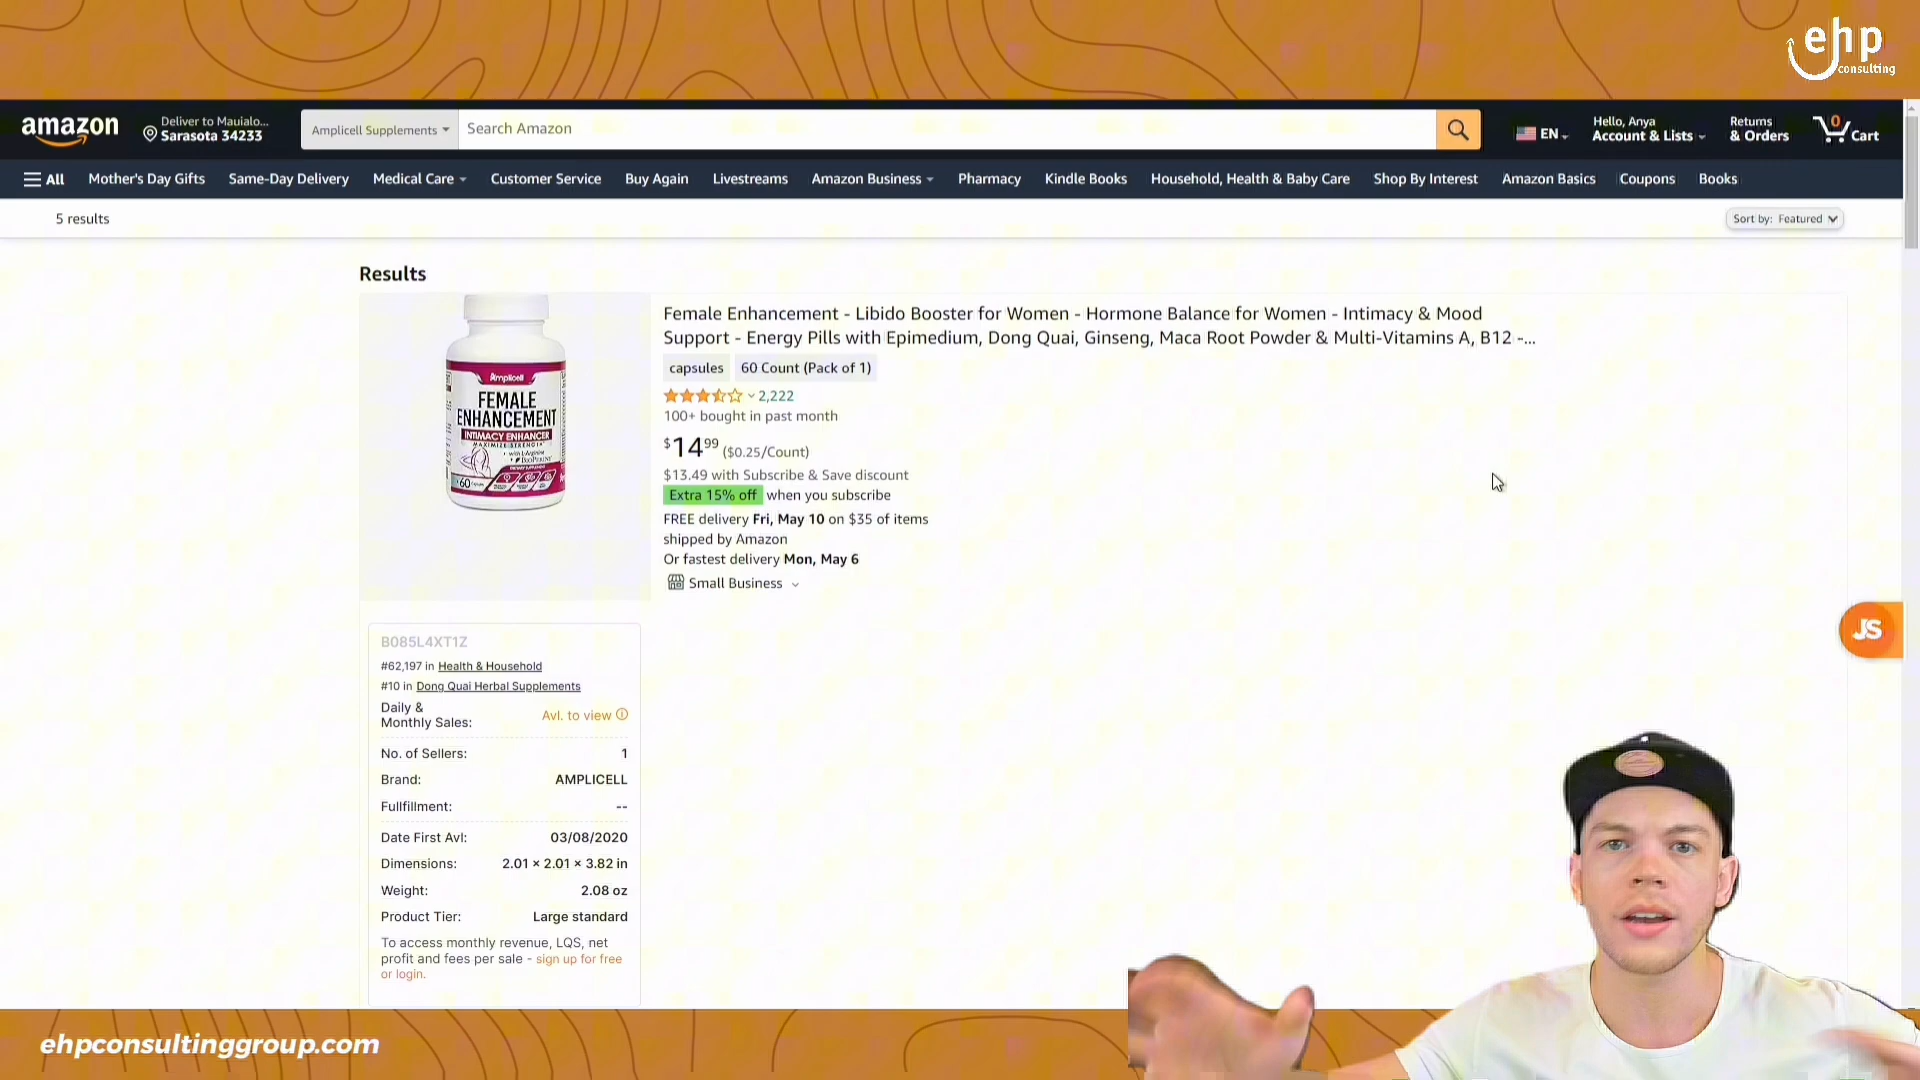 ehp
consulting
amazon
Deliver to Mauialo...
Sarasota 34233
Amplicell Supplements
Search Amazon
EN
Hello, Anya
Account & Lists
Returns
& Orders
0
Cart
All
Mother's Day Gifts
Same-Day Delivery
Medical Care
Customer Service
Buy Again
Livestreams
Amazon Business
Pharmacy
Kindle Books
Household, Health & Baby Care
Shop By Interest
Amazon Basics
Coupons
Books
5 results
Sort by: Featured
Results
Amplicell
FEMALE
ENHANCEMENT
INTIMACY ENHANCER
MAXIMIZE STRENGTH
with L-Arginine
BIOPERINE
60
Female Enhancement - Libido Booster for Women - Hormone Balance for Women - Intimacy & Mood
Support - Energy Pills with Epimedium, Dong Quai, Ginseng, Maca Root Powder & Multi-Vitamins A, B12 -...
capsules
60 Count (Pack of 1)
2,222
100+ bought in past month
$14.99 ($0.25/Count)
$13.49 with Subscribe & Save discount
Extra 15% off when you subscribe
FREE delivery Fri, May 10 on $35 of items
shipped by Amazon
Or fastest delivery Mon, May 6
Small Business
B085L4XT1Z
#62,197 in Health & Household
#10 in Dong Quai Herbal Supplements
Daily &
Monthly Sales:
Avl. to view
No. of Sellers: 1
Brand: AMPLICELL
Fullfillment: --
Date First Avl: 03/08/2020
Dimensions: 2.01 × 2.01 × 3.82 in
Weight: 2.08 oz
Product Tier: Large standard
To access monthly revenue, LQS, net
profit and fees per sale - sign up for free
or login.
JS
ehpconsultinggroup.com